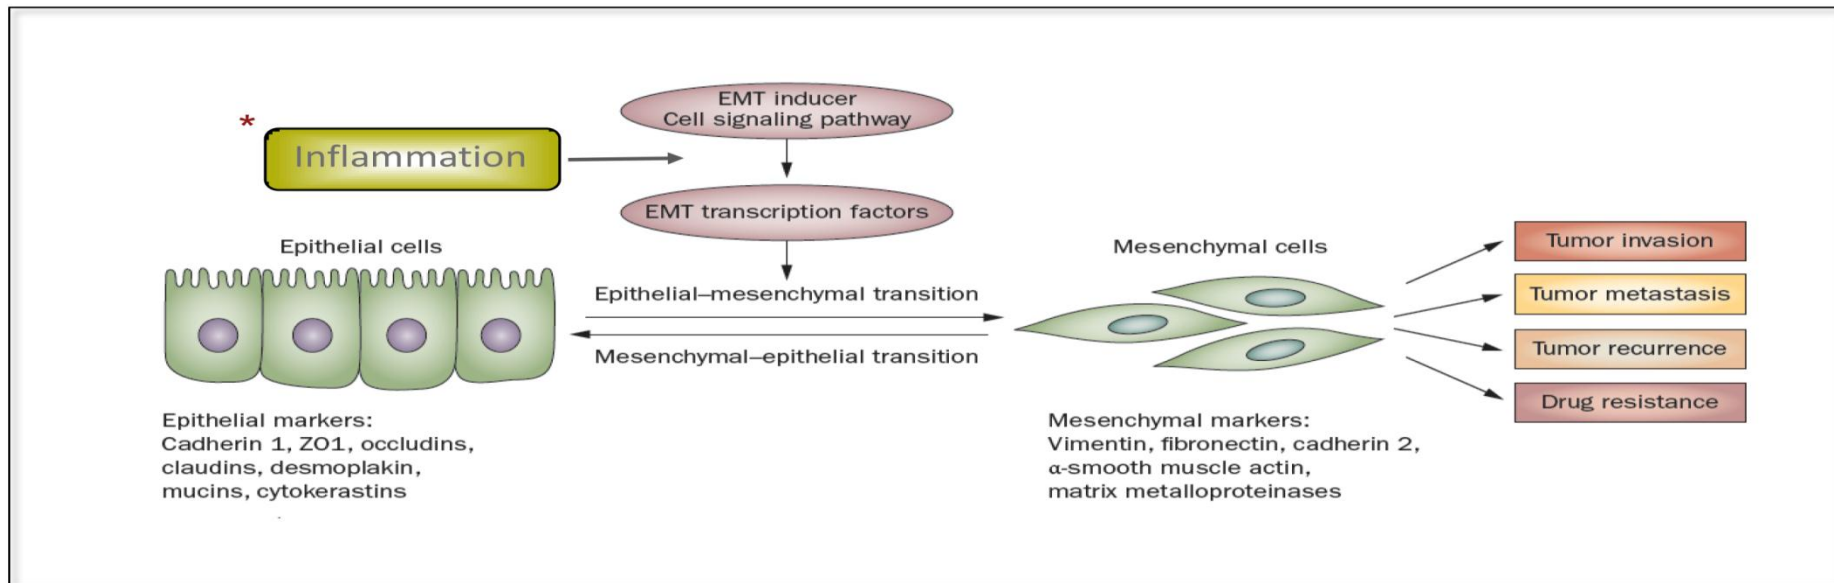 *
Inflammation
EMT inducer
Cell signaling pathway
EMT transcription factors
Epithelial cells
Epithelial–mesenchymal transition
Mesenchymal–epithelial transition
Mesenchymal cells
Tumor invasion
Tumor metastasis
Tumor recurrence
Drug resistance
Epithelial markers:
Cadherin 1, ZO1, occludins,
claudins, desmoplakin,
mucins, cytokerastins
Mesenchymal markers:
Vimentin, fibronectin, cadherin 2,
α-smooth muscle actin,
matrix metalloproteinases